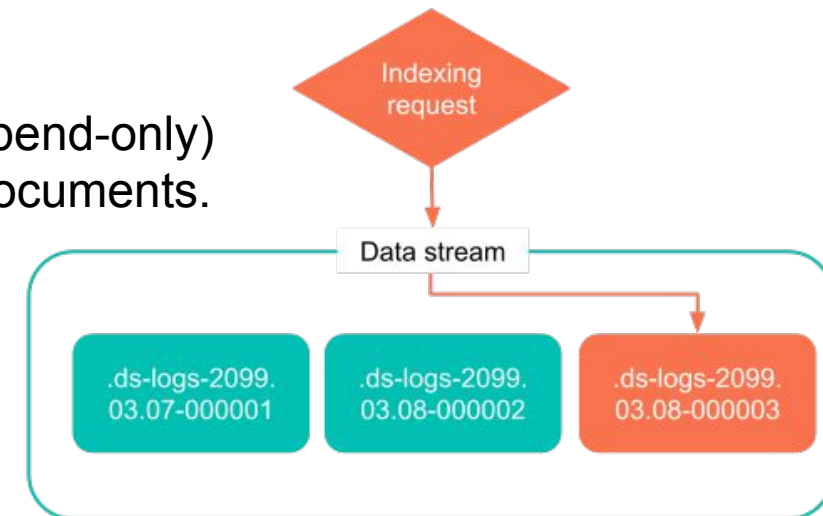 Indexing
request
pend-only)
ocuments.
Data stream
.ds-logs-2099.
03.07-000001
.ds-logs-2099.
03.08-000002
.ds-logs-2099.
03.08-000003